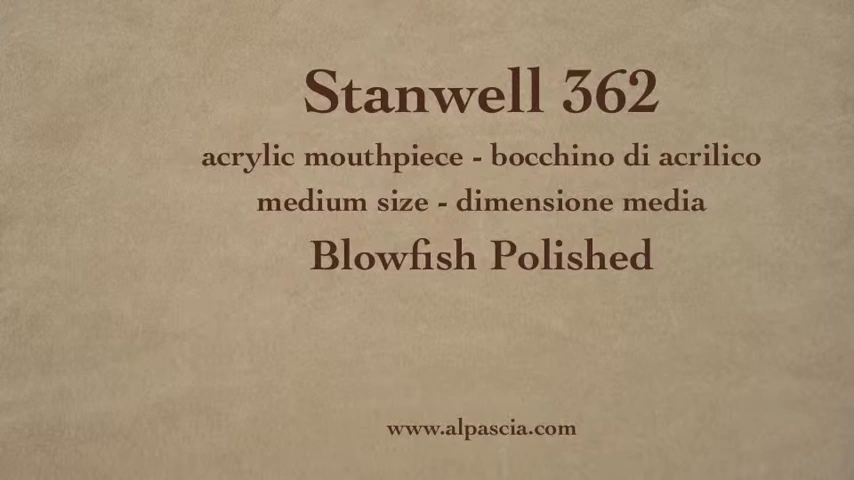 Stanwell 362
acrylic mouthpiece - bocchino di acrilico
medium size - dimensione media
Blowfish Polished
www.alpascia.com